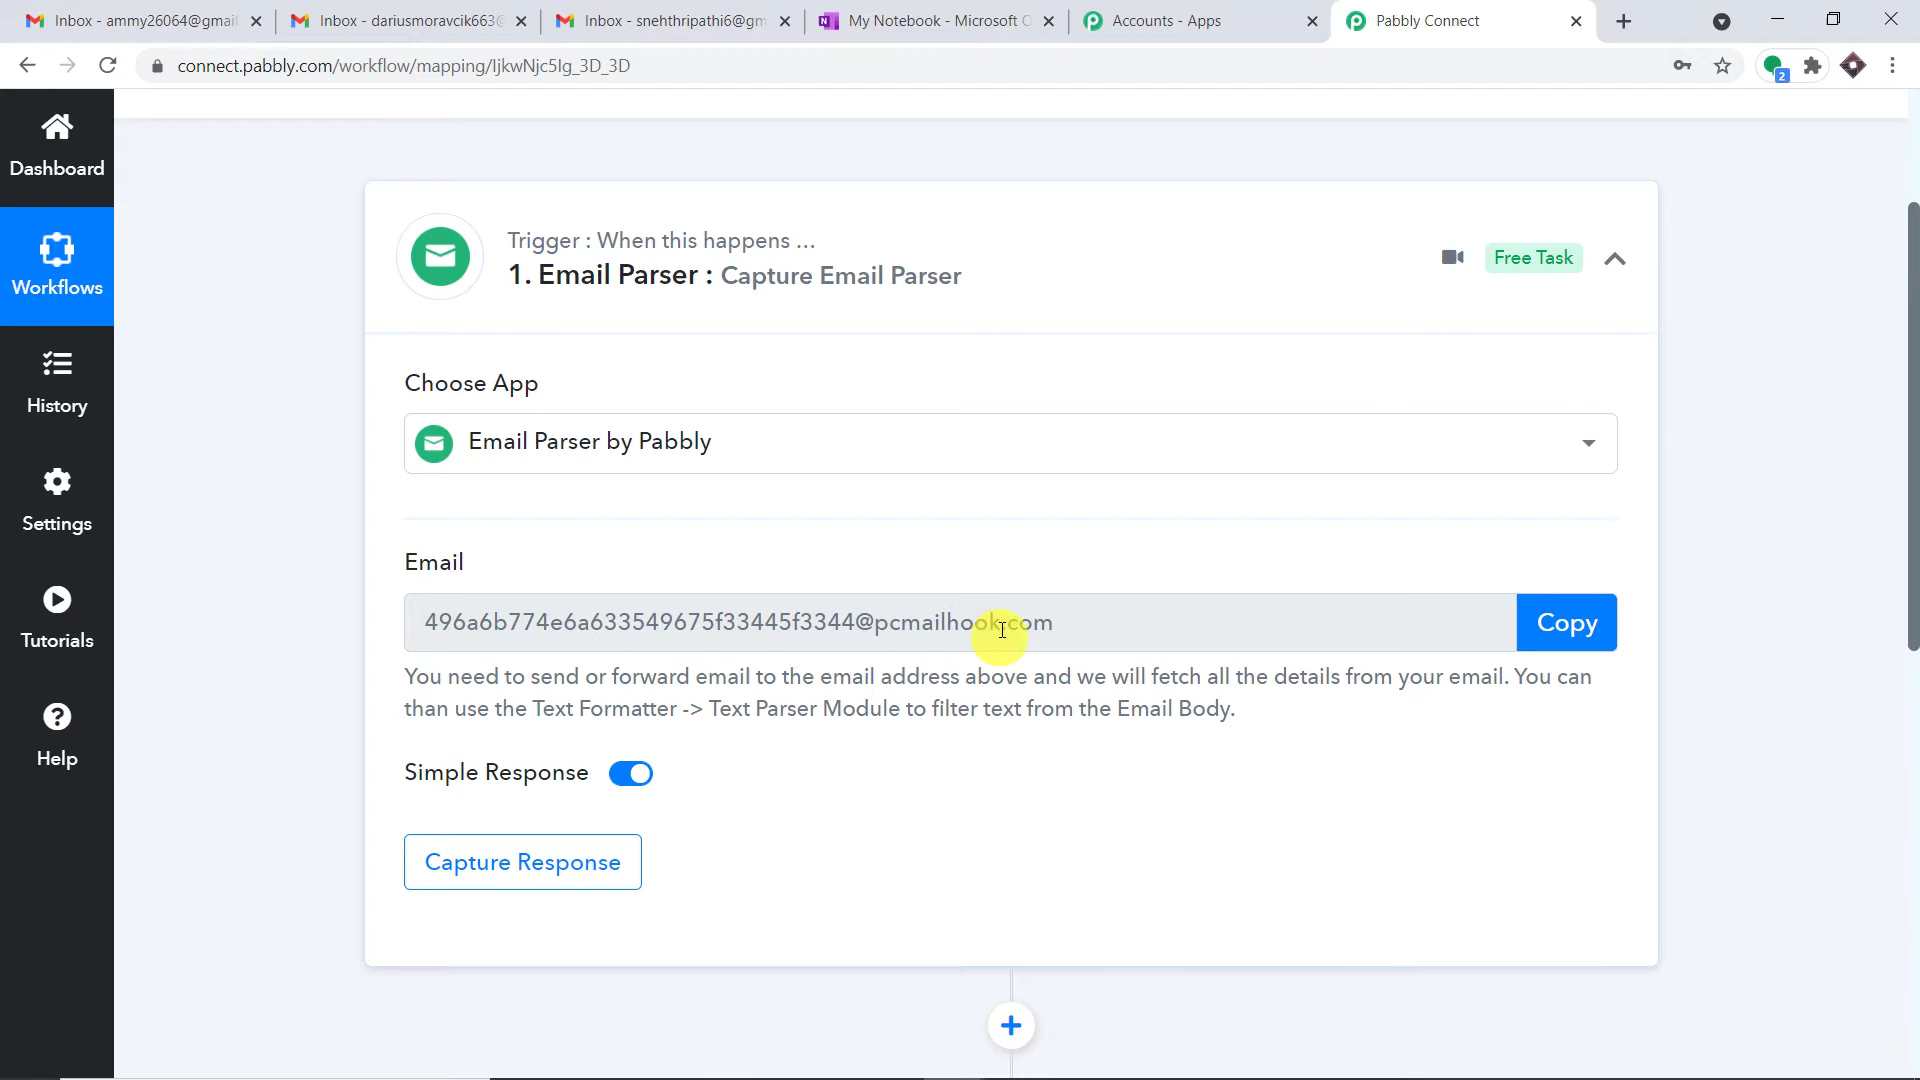 Inbox - ammy26064@gmail
Inbox - dariusmoravcik663@
Inbox - snehthripathi6@gm
My Notebook - Microsoft O
Accounts - Apps
Pabbly Connect
connect.pabbly.com/workflow/mapping/IjkwNjc5Ig_3D_3D
2
Dashboard
Workflows
History
Settings
Tutorials
Help
Trigger : When this happens ...
1. Email Parser : Capture Email Parser
Free Task
Choose App
Email Parser by Pabbly
Email
496a6b774e6a633549675f33445f3344@pcmailhook.com
Copy
You need to send or forward email to the email address above and we will fetch all the details from your email. You can
than use the Text Formatter -> Text Parser Module to filter text from the Email Body.
Simple Response
Capture Response